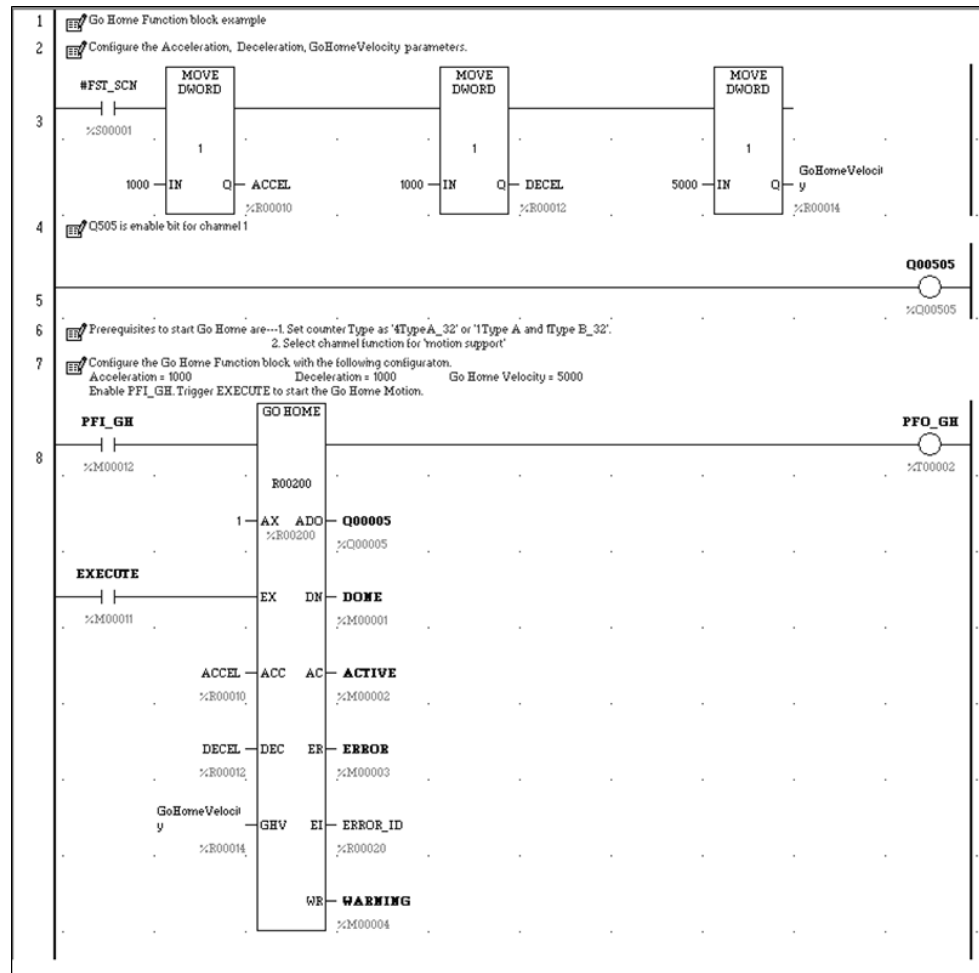 1 Go Home Function block example
2 Configure the Acceleration, Deceleration, GoHomeVelocity parameters.
#FST_SCN MOVE DWORD MOVE DWORD MOVE DWORD
3
%S00001
1 1 1
1000 IN Q ACCEL 1000 IN Q DECEL 5000 IN Q GoHomeVelocit y
%R00010 %R00012 %R00014
4 Q505 is enable bit for channel 1
Q00505
5
%Q00505
6 Prerequisites to start Go Home are---1. Set counter Type as '4TypeA_32' or '1Type A and 1Type B_32'.
2. Select channel function for 'motion support'
7 Configure the Go Home Function block with the following configuraton.
Acceleration = 1000 Deceleration = 1000 Go Home Velocity = 5000
Enable PFI_GH. Trigger EXECUTE to start the Go Home Motion.
PFI_GH GO HOME PFO_GH
8
%M00012 %T00002
R00200
1 AX ADO Q00005
%R00200 %Q00005
EXECUTE
EX DN DONE
%M00011 %M00001
ACCEL ACC AC ACTIVE
%R00010 %M00002
DECEL DEC ER ERROR
%R00012 %M00003
GoHomeVelocit
y GHV EI ERROR_ID
%R00014 %R00020
WR WARNING
%M00004